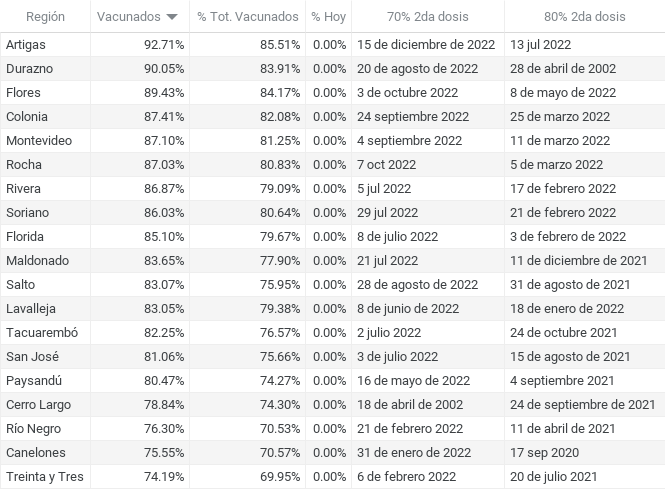 Región Vacunados % Tot. Vacunados % Hoy 70% 2da dosis 80% 2da dosis
Artigas 92.71% 85.51% 0.00% 15 de diciembre de 2022 13 jul 2022
Durazno 90.05% 83.91% 0.00% 20 de agosto de 2022 28 de abril de 2002
Flores 89.43% 84.17% 0.00% 3 de octubre 2022 8 de mayo de 2022
Colonia 87.41% 82.08% 0.00% 24 septiembre 2022 25 de marzo 2022
Montevideo 87.10% 81.25% 0.00% 4 septiembre 2022 11 de marzo 2022
Rocha 87.03% 80.83% 0.00% 7 oct 2022 5 de marzo 2022
Rivera 86.87% 79.09% 0.00% 5 jul 2022 17 de febrero 2022
Soriano 86.03% 80.64% 0.00% 29 jul 2022 21 de febrero 2022
Florida 85.10% 79.67% 0.00% 8 de julio 2022 3 de febrero de 2022
Maldonado 83.65% 77.90% 0.00% 21 jul 2022 11 de diciembre de 2021
Salto 83.07% 75.95% 0.00% 28 de agosto de 2022 31 de agosto de 2021
Lavalleja 83.05% 79.38% 0.00% 8 de junio de 2022 18 de enero de 2022
Tacuarembó 82.25% 76.57% 0.00% 2 julio 2022 24 de octubre 2021
San José 81.06% 75.66% 0.00% 3 de julio 2022 15 de agosto de 2021
Paysandú 80.47% 74.27% 0.00% 16 de mayo de 2022 4 septiembre 2021
Cerro Largo 78.84% 74.30% 0.00% 18 de abril de 2002 24 de septiembre de 2021
Río Negro 76.30% 70.53% 0.00% 21 de febrero 2022 11 de abril de 2021
Canelones 75.55% 70.57% 0.00% 31 de enero de 2022 17 sep 2020
Treinta y Tres 74.19% 69.95% 0.00% 6 de febrero 2022 20 de julio 2021